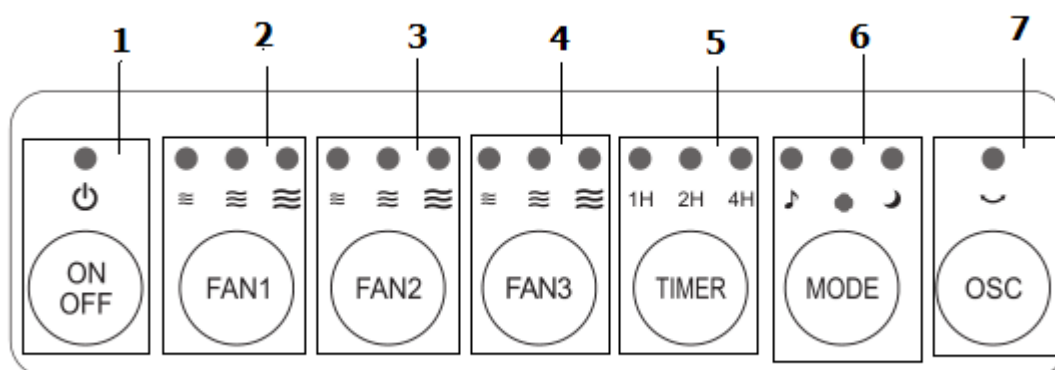 1 2 3 4 5 6 7
1H 2H 4H
ON
OFF
FAN1 FAN2 FAN3 TIMER MODE OSC